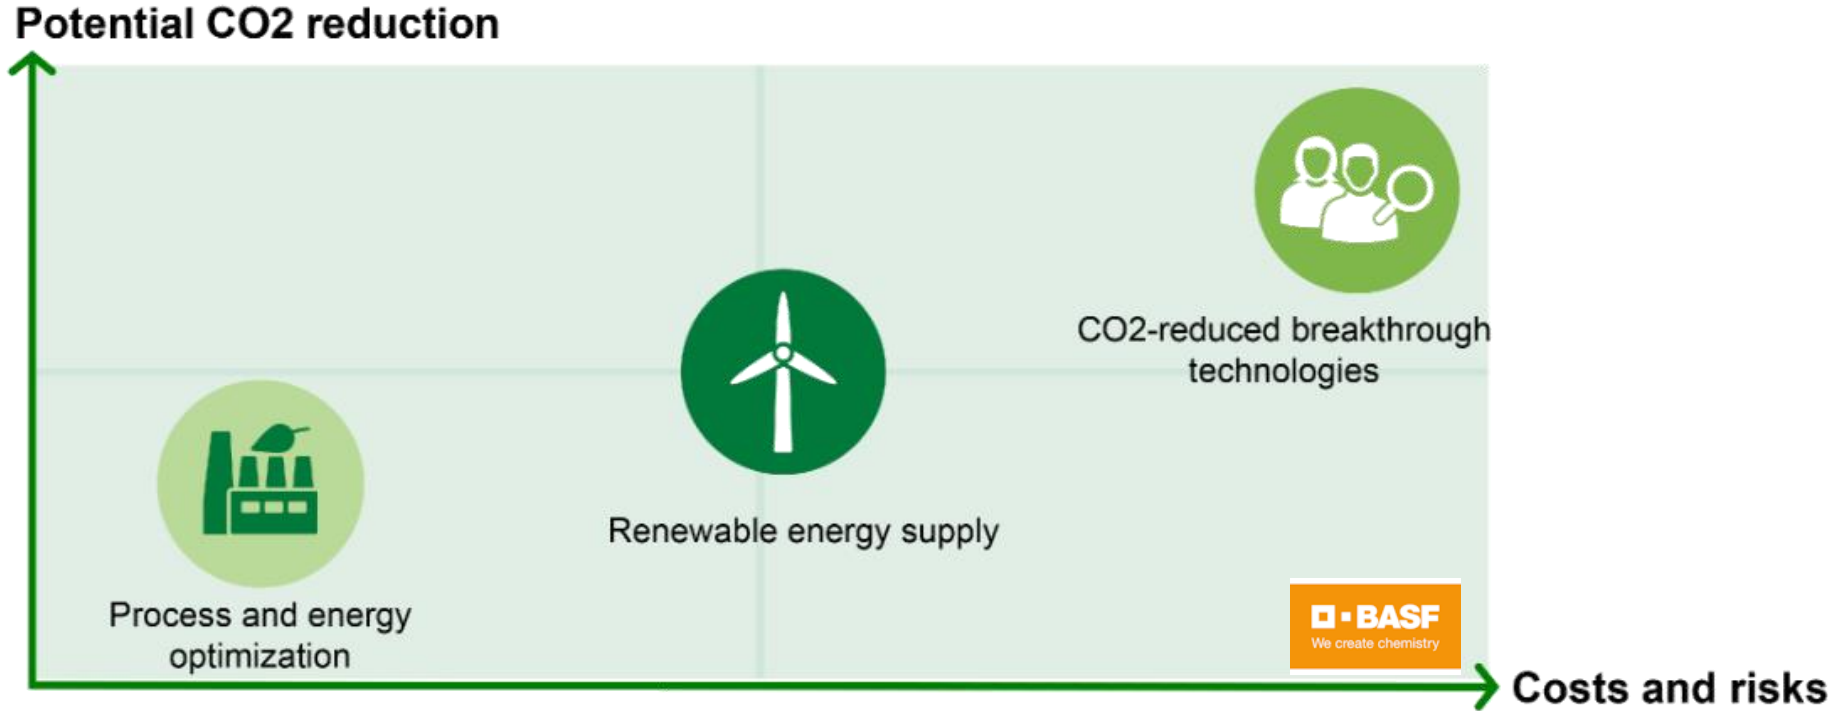 Potential CO2 reduction
CO2-reduced breakthrough
technologies
Renewable energy supply
Process and energy
optimization
BASF
We create chemistry
Costs and risks